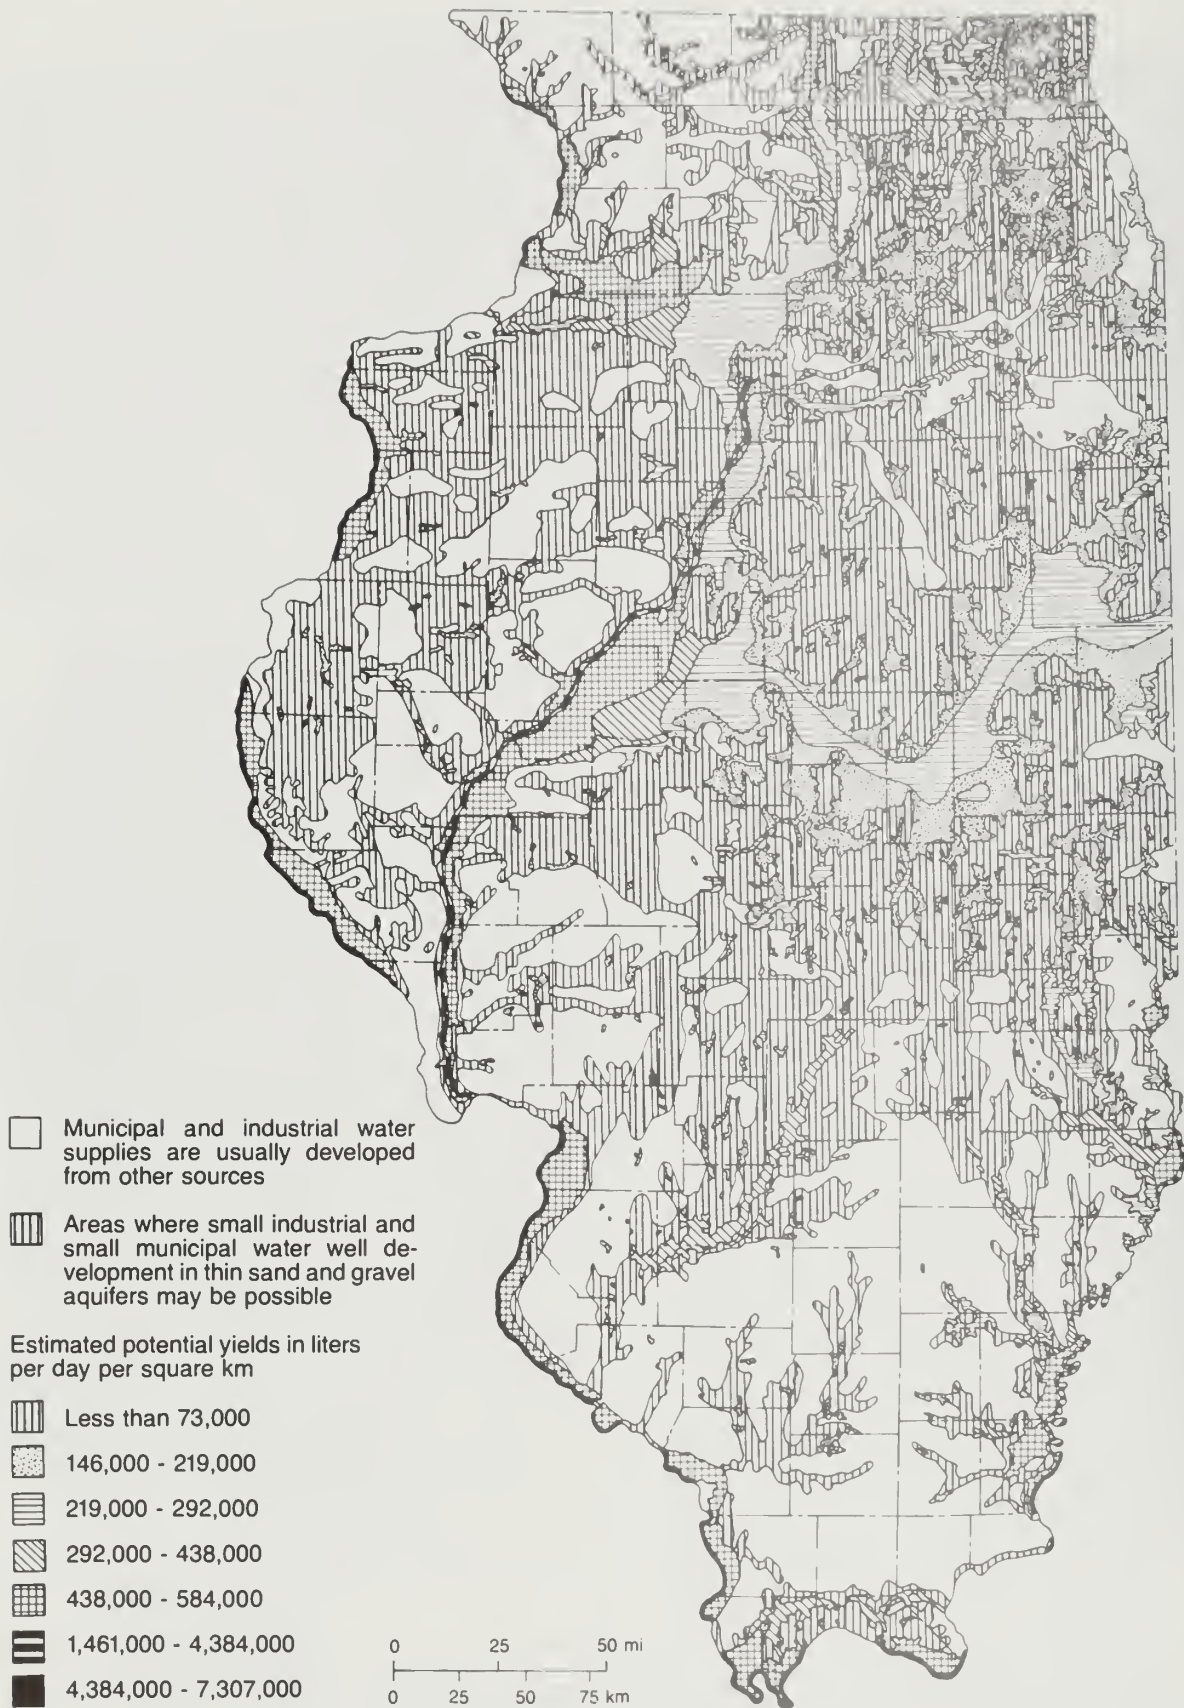 Municipal and industrial water
supplies are usually developed
from other sources
Areas where small industrial and
small municipal water well de-
velopment in thin sand and gravel
aquifers may be possible
Estimated potential yields in liters
per day per square km
Less than 73,000
146,000 - 219,000
219,000 - 292,000
292,000 - 438,000
438,000 - 584,000
1,461,000 - 4,384,000
4,384,000 - 7,307,000
0 25 50 mi
0 25 50 75 km